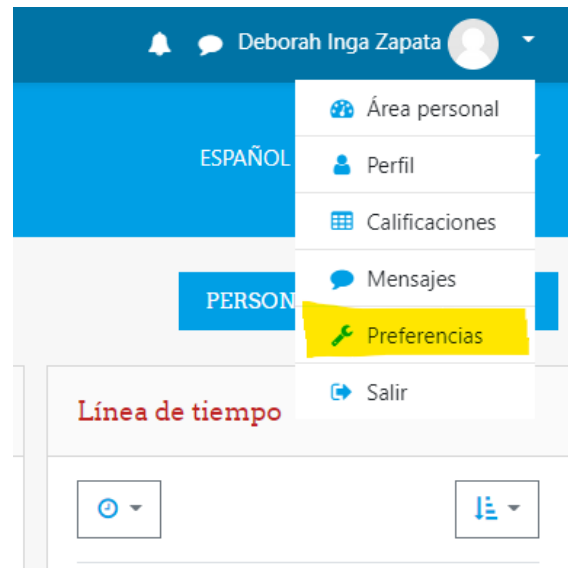 Deborah Inga Zapata
Área personal
ESPAÑOL
Perfil
Calificaciones
Mensajes
PERSON
Preferencias
Salir
Línea de tiempo